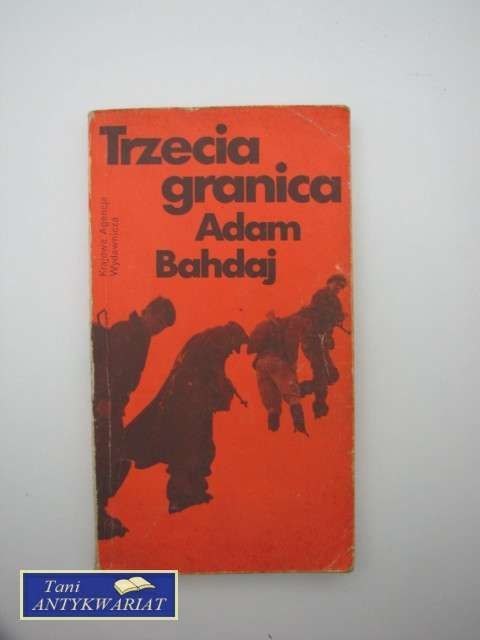 Trzecia
granica
Adam
Bahdaj
Krajowa Agencja
Wydawnicza
Tani
ANTYKWARIAT